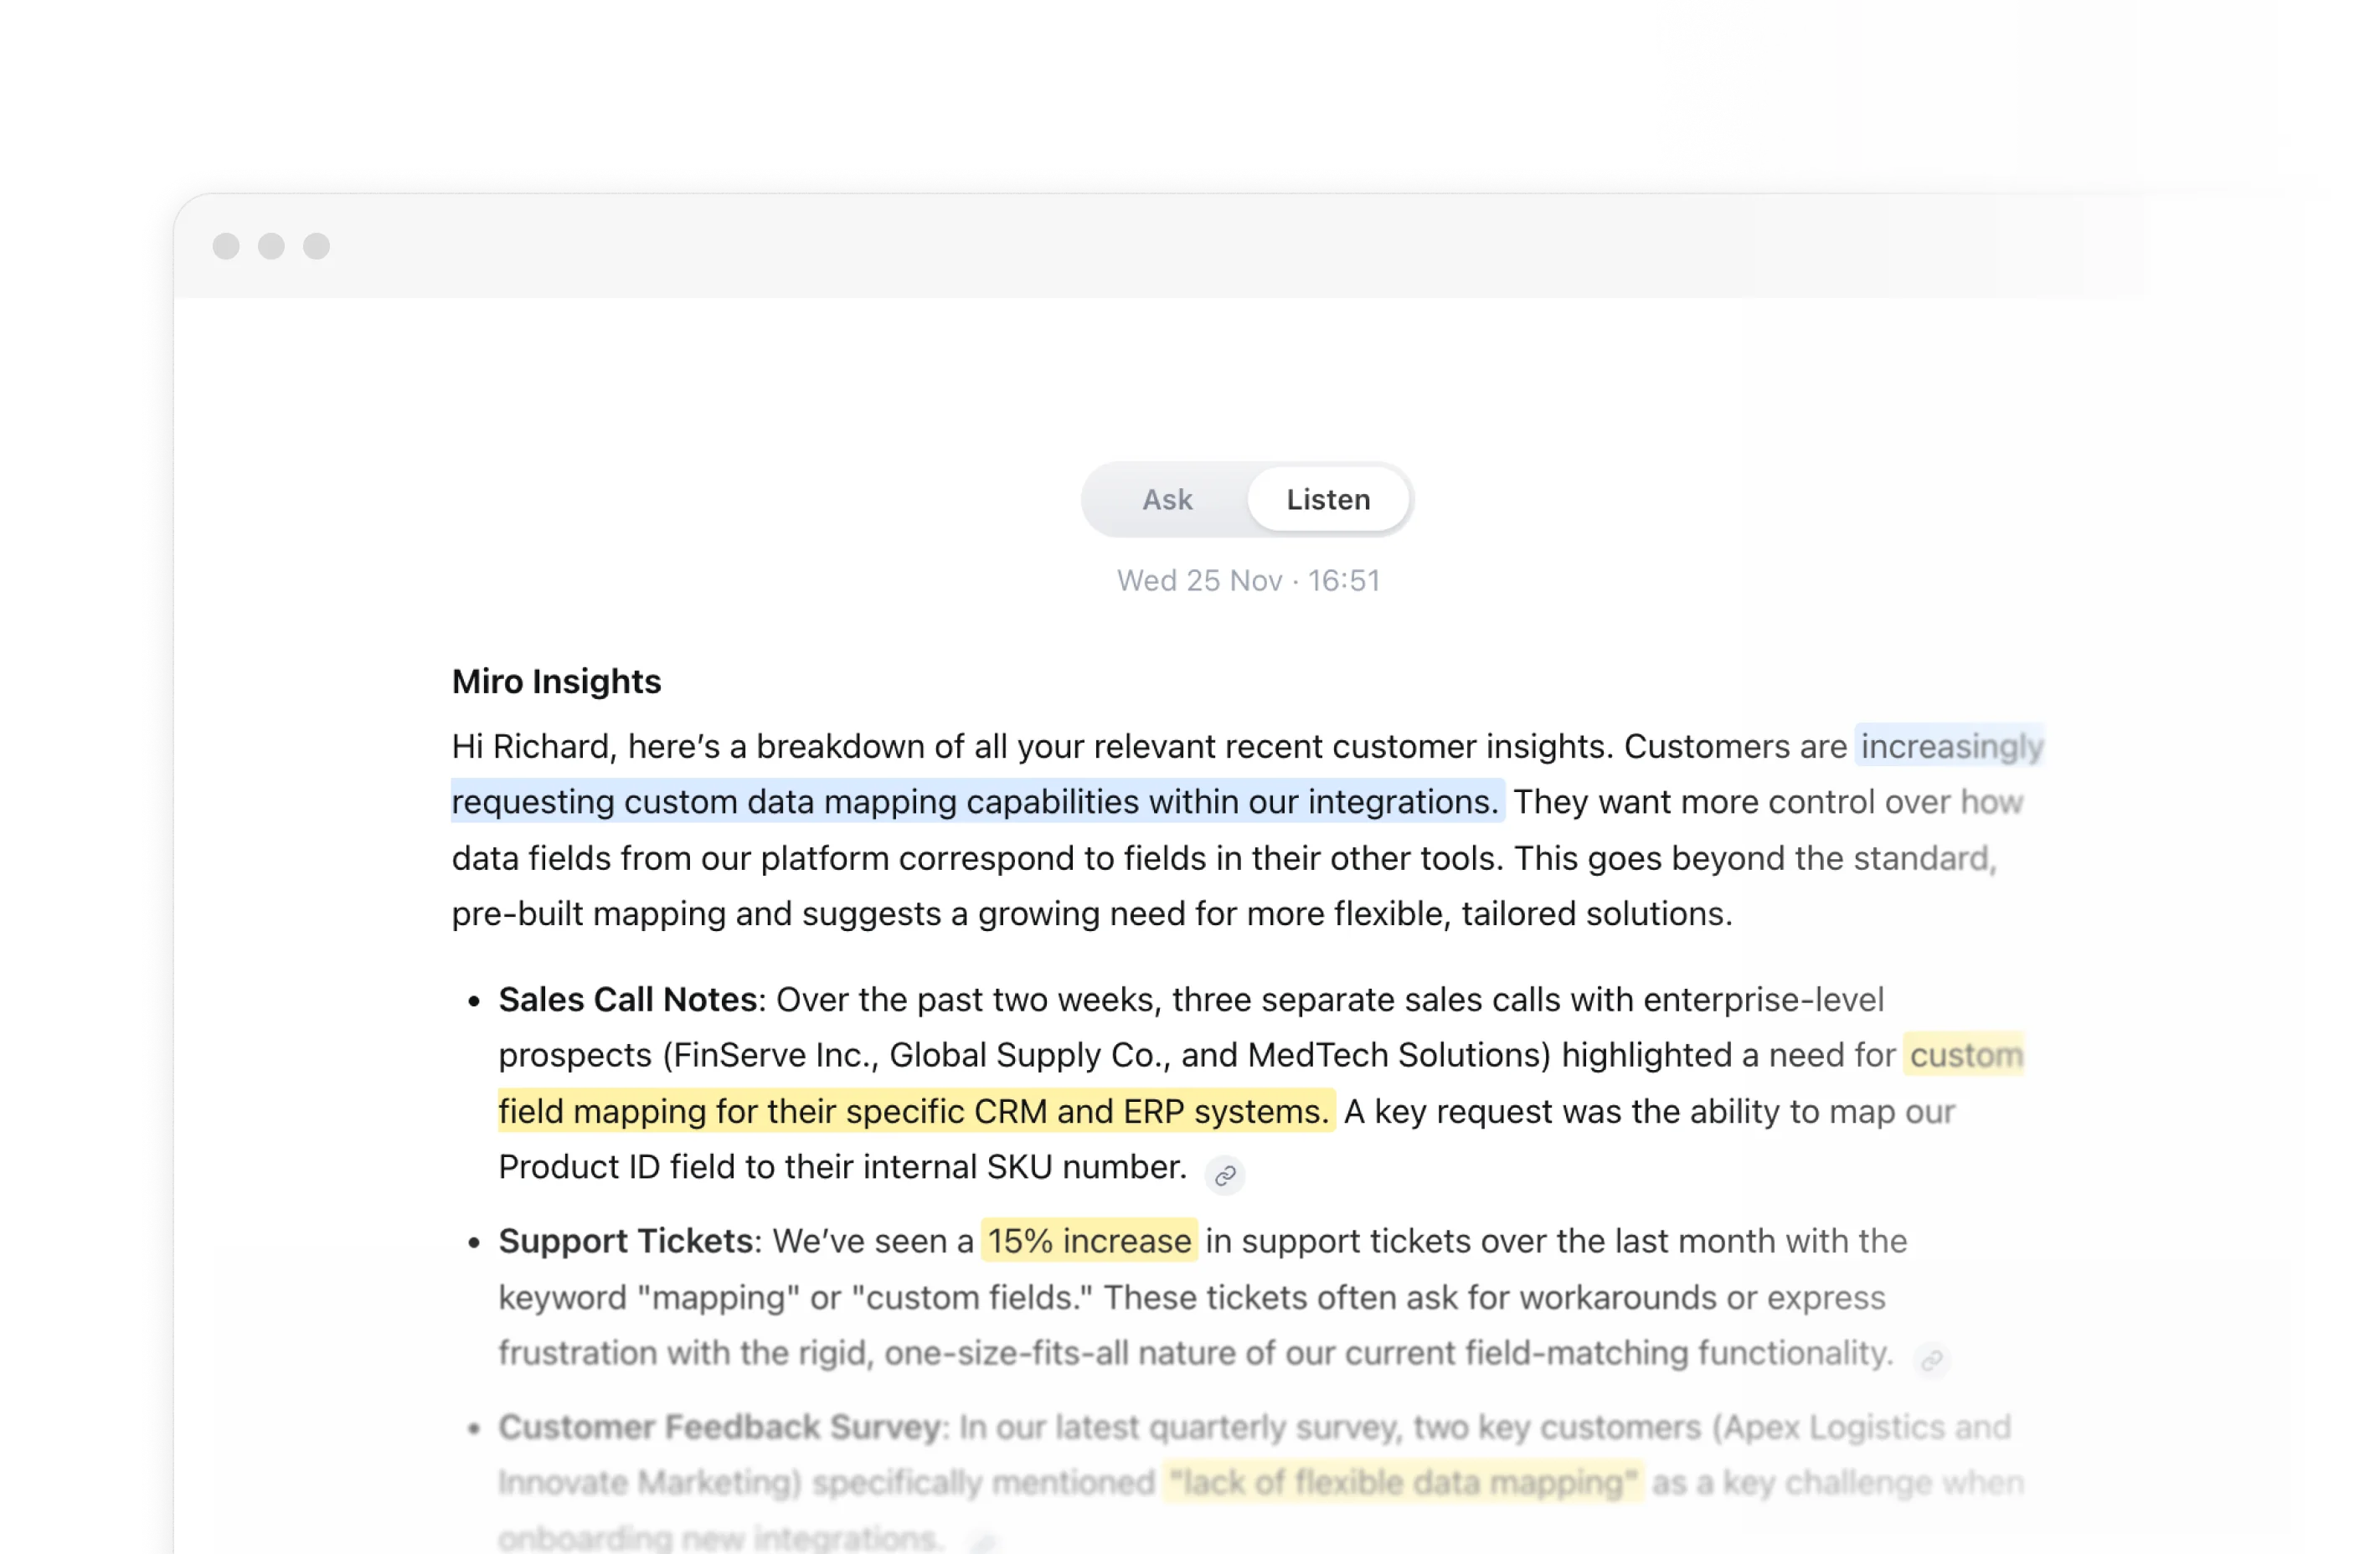 Ask Listen
Wed 25 Nov · 16:51
Miro Insights
Hi Richard, here’s a breakdown of all your relevant recent customer insights. Customers are increasingly
requesting custom data mapping capabilities within our integrations. They want more control over how
data fields from our platform correspond to fields in their other tools. This goes beyond the standard,
pre-built mapping and suggests a growing need for more flexible, tailored solutions.
• Sales Call Notes: Over the past two weeks, three separate sales calls with enterprise-level
prospects (FinServe Inc., Global Supply Co., and MedTech Solutions) highlighted a need for custom
field mapping for their specific CRM and ERP systems. A key request was the ability to map our
Product ID field to their internal SKU number.
• Support Tickets: We’ve seen a 15% increase in support tickets over the last month with the
keyword "mapping" or "custom fields." These tickets often ask for workarounds or express
frustration with the rigid, one-size-fits-all nature of our current field-matching functionality.
• Customer Feedback Survey: In our latest quarterly survey, two key customers (Apex Logistics and
Innovate Marketing) specifically mentioned "lack of flexible data mapping" as a key challenge when
onboarding new integrations.